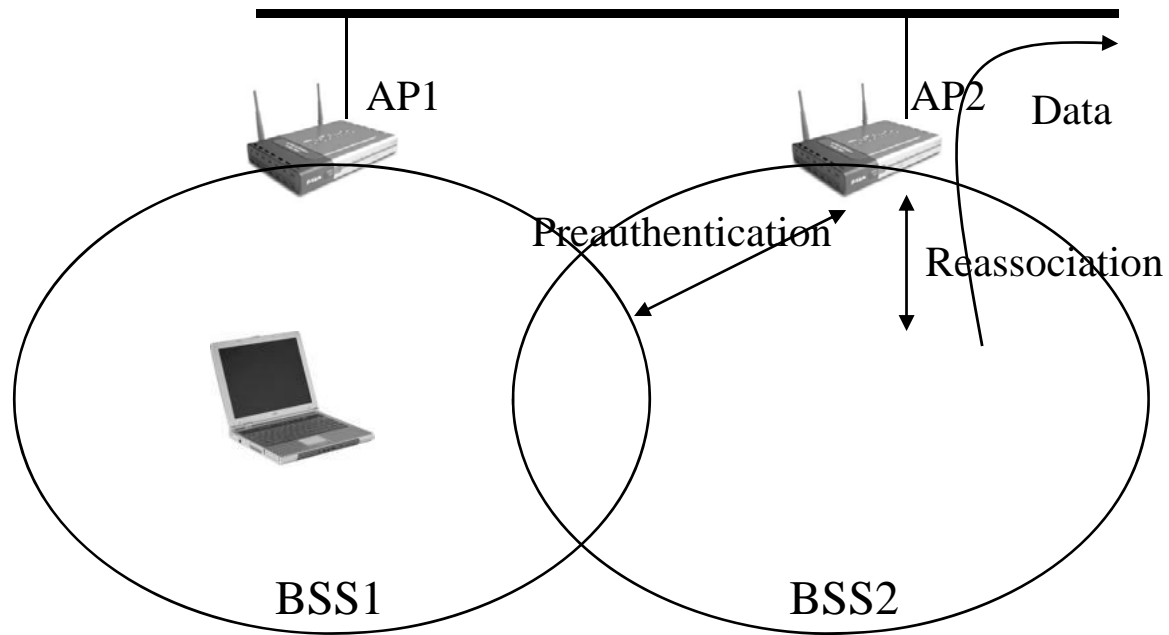 AP1
AP2
Data
Preauthentication
Reassociation
BSS1
BSS2